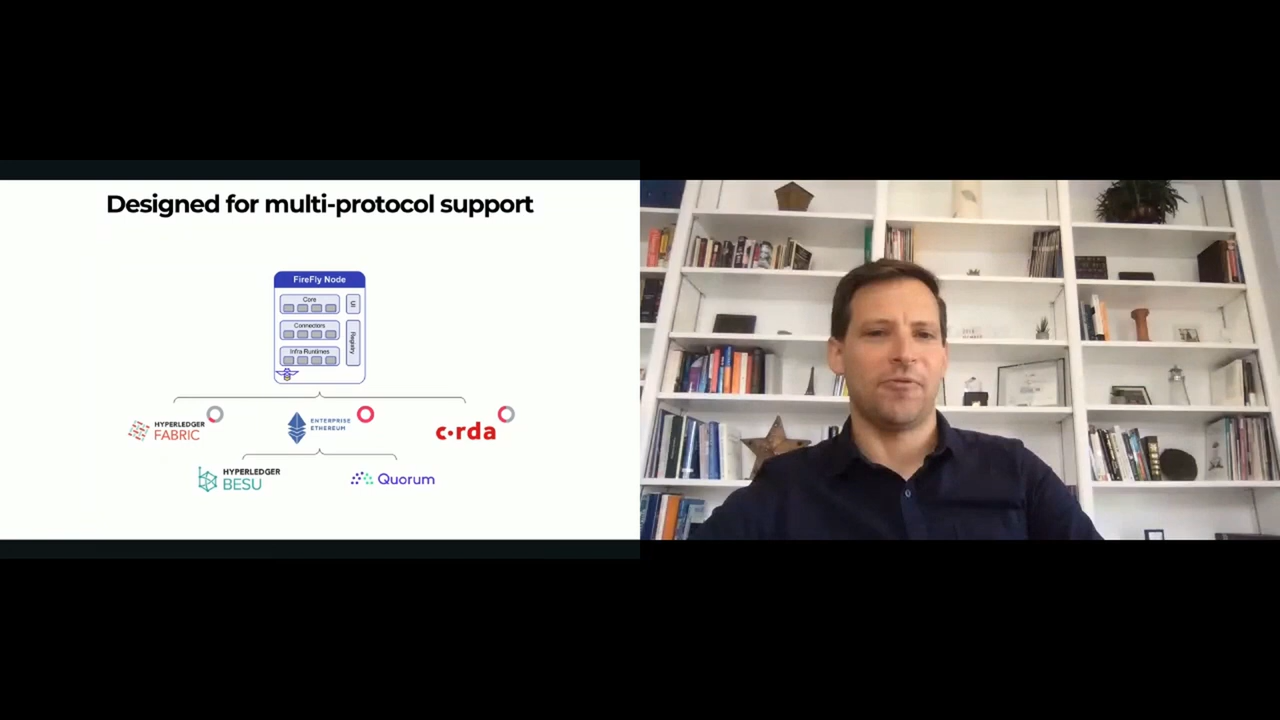 Designed for multi-protocol support
FireFly Node
Core
UI
Connectors
Registry
Infra Runtimes
HYPERLEDGER
FABRIC
ENTERPRISE
ETHEREUM
c·rda
HYPERLEDGER
BESU
Quorum